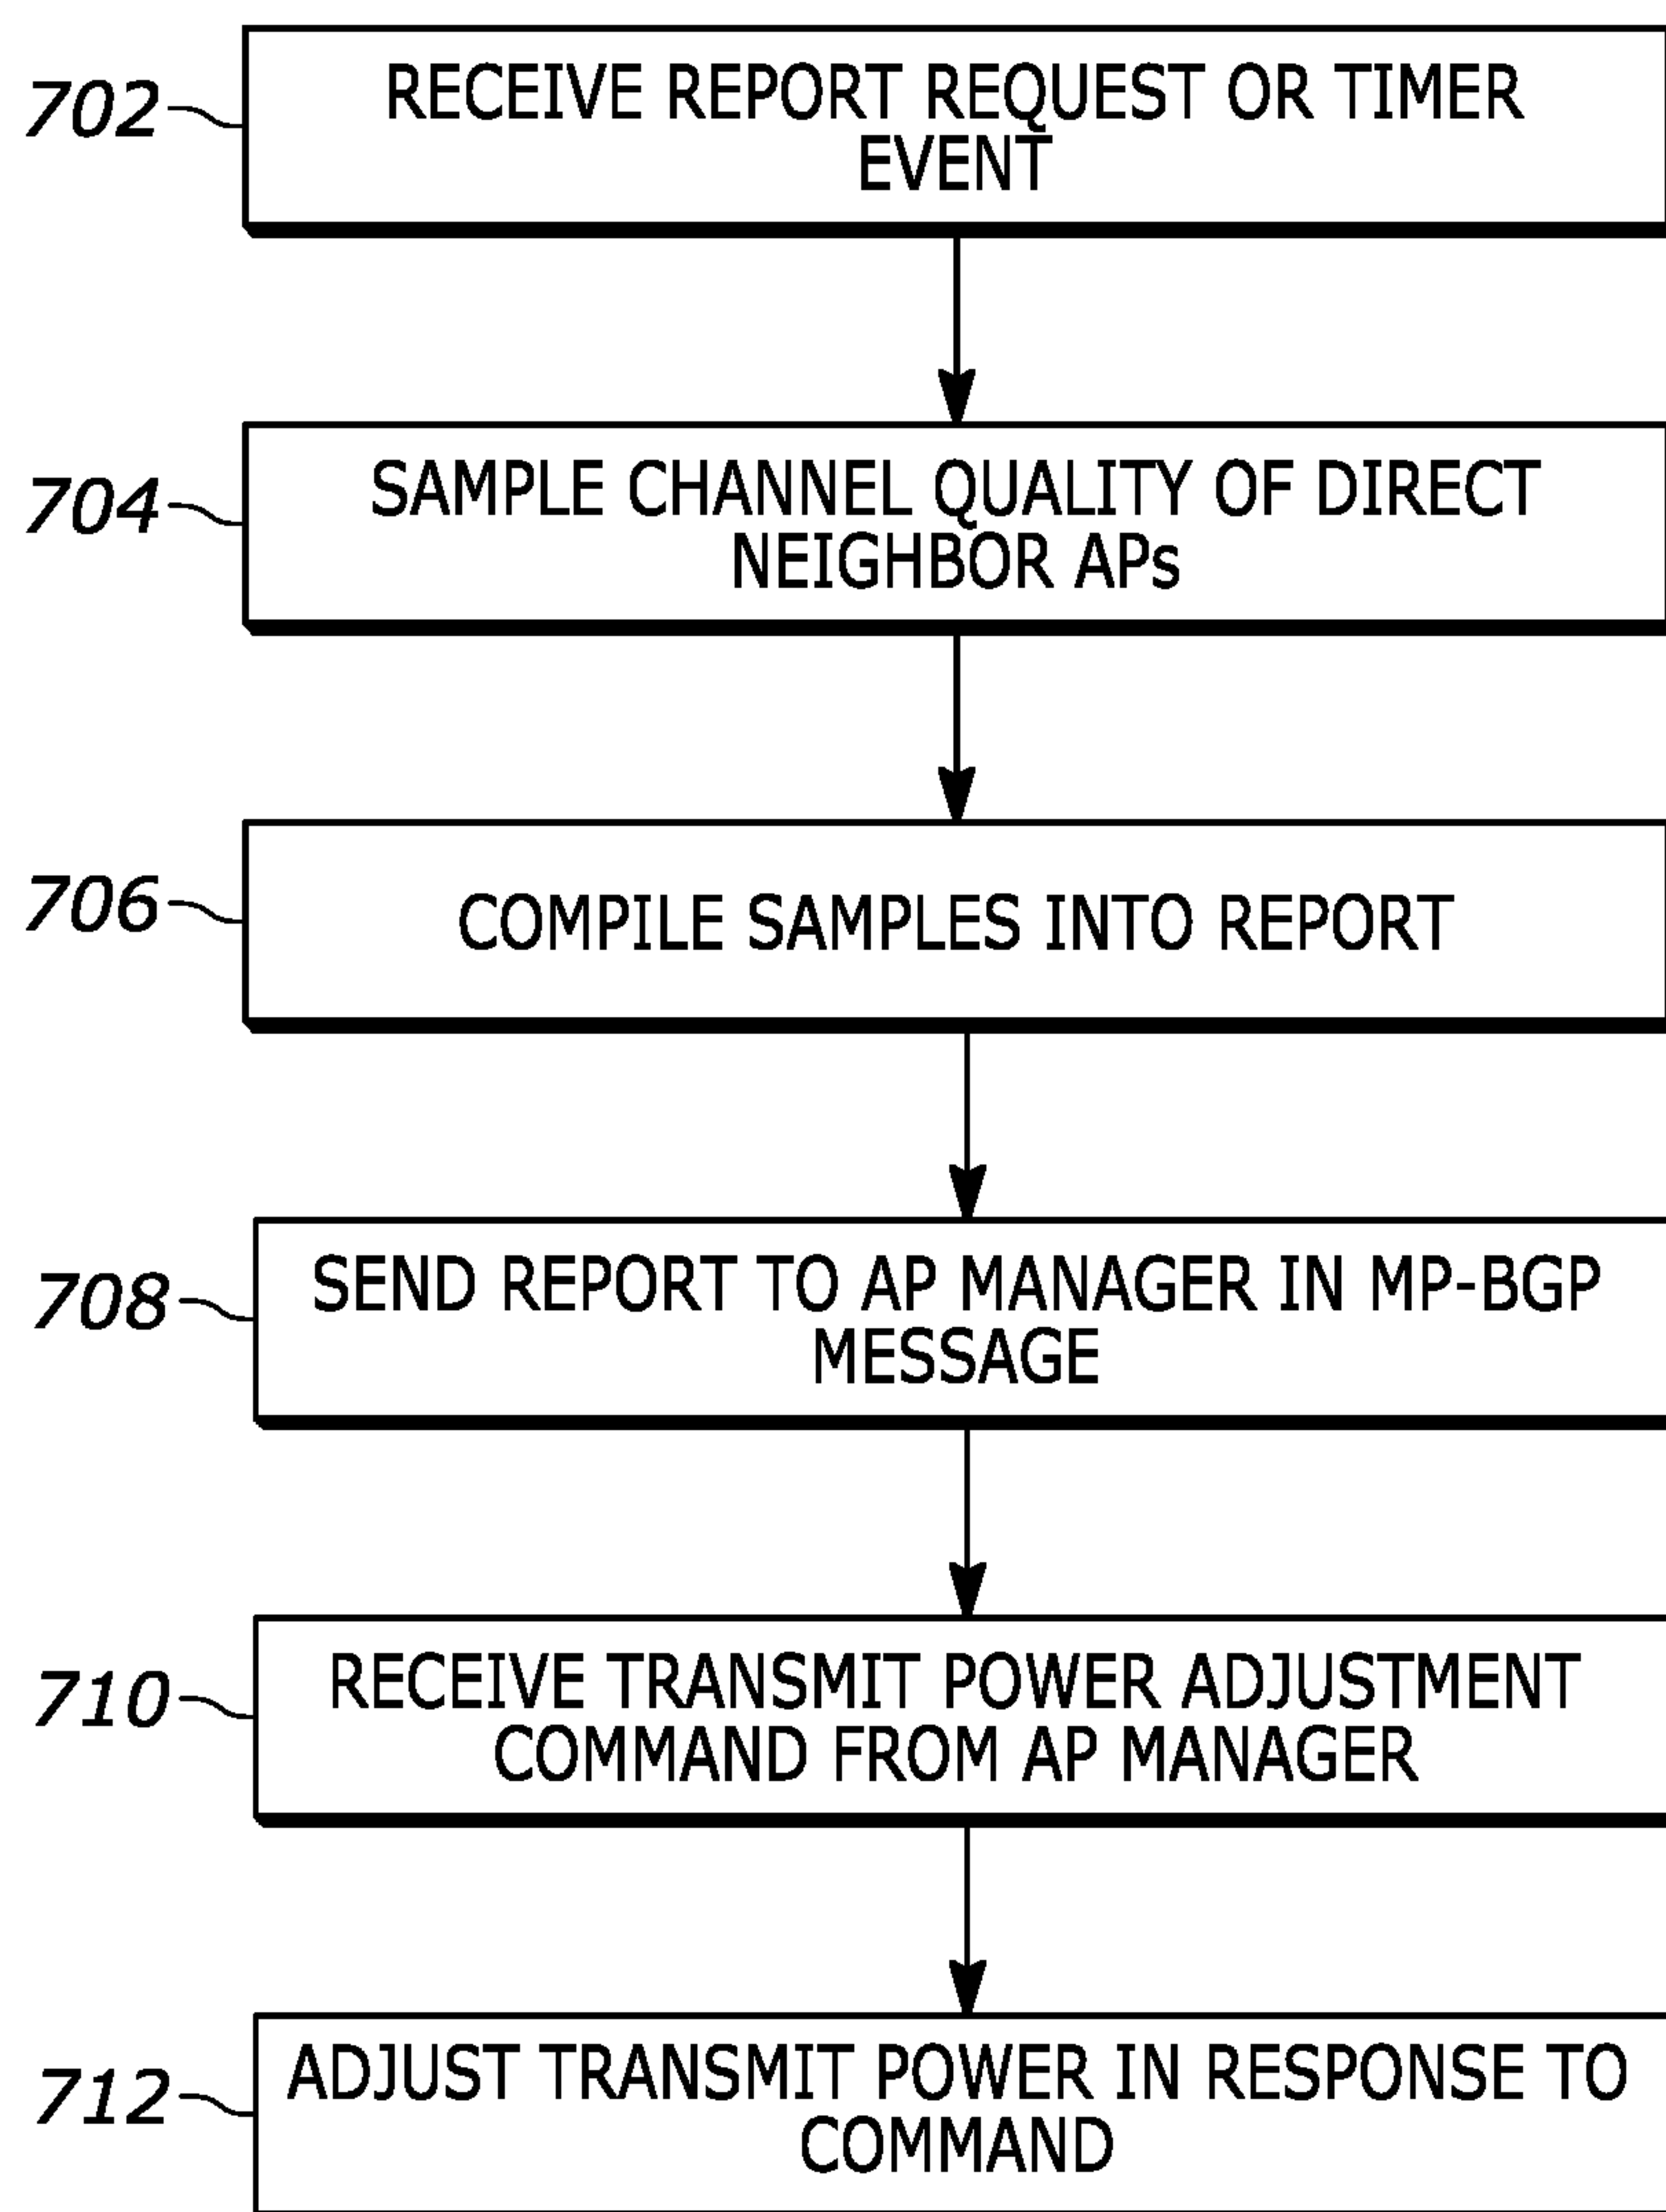 702
RECEIVE REPORT REQUEST OR TIMER
EVENT
704
SAMPLE CHANNEL QUALITY OF DIRECT
NEIGHBOR APs
706
COMPILE SAMPLES INTO REPORT
708
SEND REPORT TO AP MANAGER IN MP-BGP
MESSAGE
710
RECEIVE TRANSMIT POWER ADJUSTMENT
COMMAND FROM AP MANAGER
712
ADJUST TRANSMIT POWER IN RESPONSE TO
COMMAND